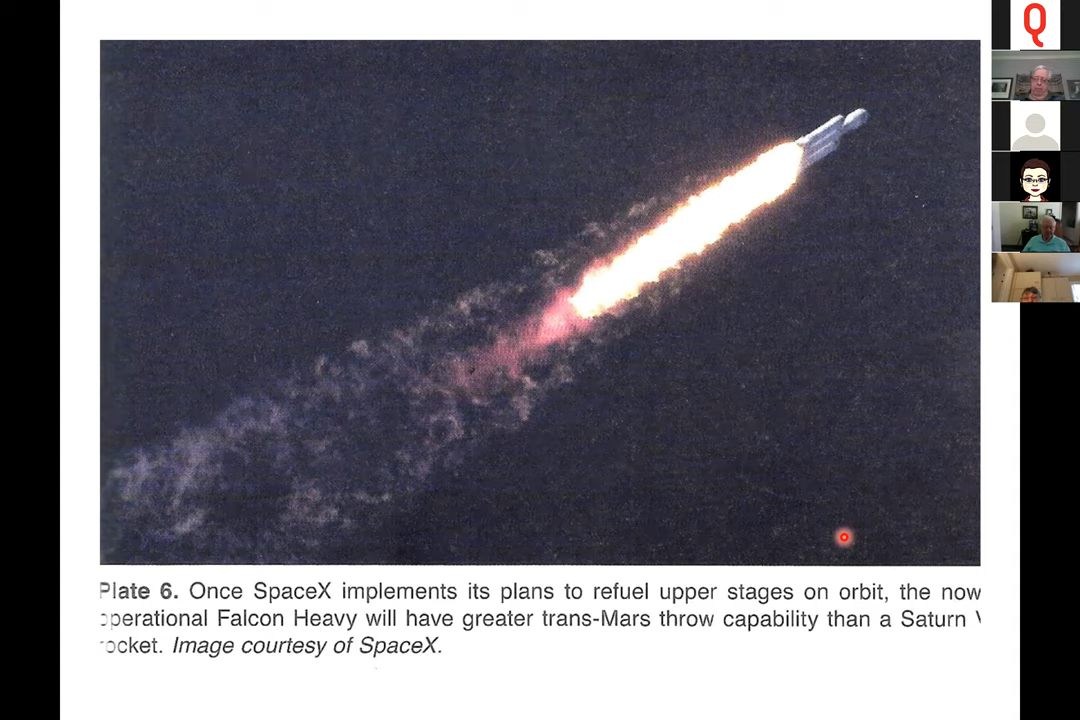 Q
Plate 6. Once SpaceX implements its plans to refuel upper stages on orbit, the now
operational Falcon Heavy will have greater trans-Mars throw capability than a Saturn V
rocket. Image courtesy of SpaceX.